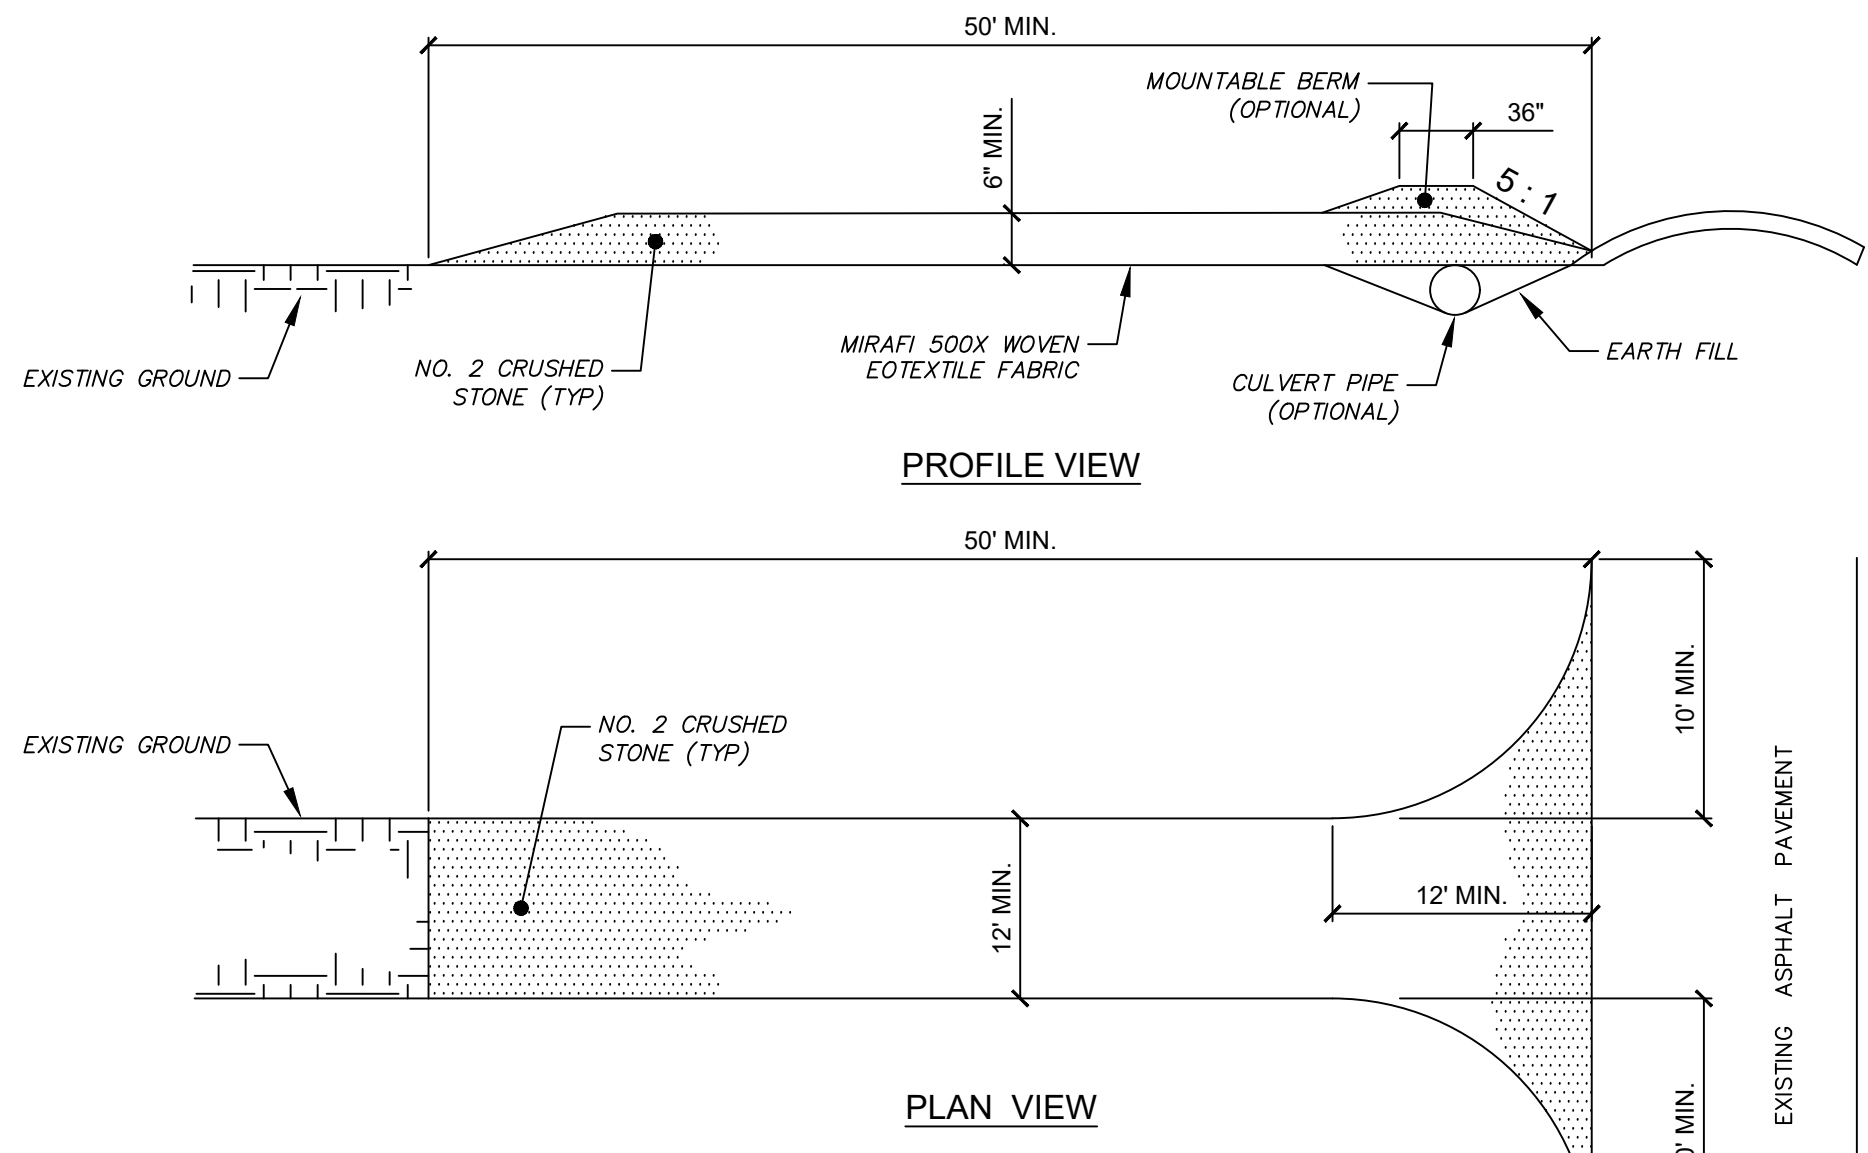 50' MIN.
MOUNTABLE BERM
(OPTIONAL)
36"
6" MIN.
5 : 1
EXISTING GROUND
NO. 2 CRUSHED
STONE (TYP)
MIRAFI 500X WOVEN
EOTEXTILE FABRIC
CULVERT PIPE
(OPTIONAL)
EARTH FILL
PROFILE VIEW
50' MIN.
10' MIN.
EXISTING GROUND
NO. 2 CRUSHED
STONE (TYP)
12' MIN.
12' MIN.
EXISTING ASPHALT PAVEMENT
PLAN VIEW
MIN.